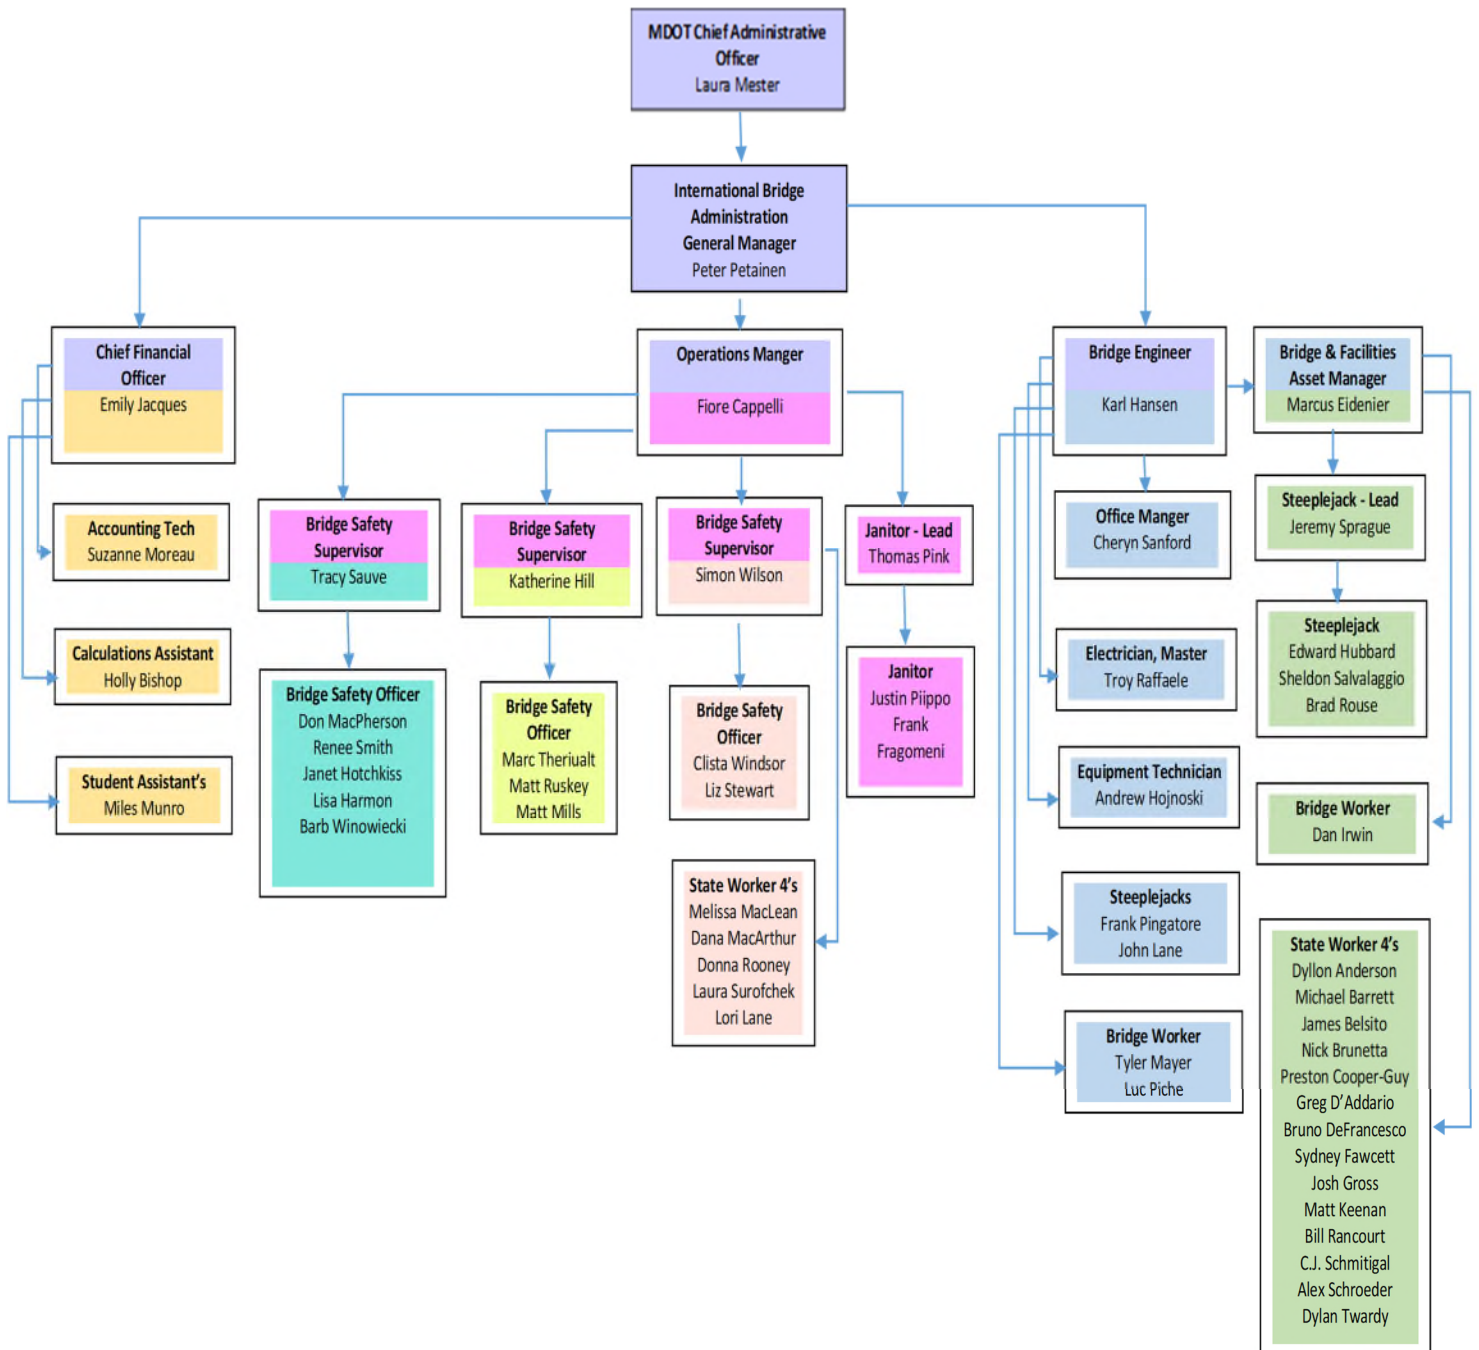 MDOT Chief Administrative
Officer
Laura Mester
International Bridge
Administration
General Manager
Peter Petainen
Chief Financial
Officer
Emily Jacques
Accounting Tech
Suzanne Moreau
Calculations Assistant
Holly Bishop
Student Assistant's
Miles Munro
Operations Manger
Fiore Cappelli
Bridge Safety
Supervisor
Tracy Sauve
Bridge Safety Officer
Don MacPherson
Renee Smith
Janet Hotchkiss
Lisa Harmon
Barb Winowiecki
Bridge Safety
Supervisor
Katherine Hill
Bridge Safety
Officer
Marc Theriualt
Matt Ruskey
Matt Mills
Bridge Safety
Supervisor
Simon Wilson
Bridge Safety
Officer
Clista Windsor
Liz Stewart
State Worker 4's
Melissa MacLean
Dana MacArthur
Donna Rooney
Laura Surofchek
Lori Lane
Janitor - Lead
Thomas Pink
Janitor
Justin Piippo
Frank
Fragomeni
Bridge Engineer
Karl Hansen
Office Manger
Cheryn Sanford
Electrician, Master
Troy Raffaele
Equipment Technician
Andrew Hojnoski
Steeplejacks
Frank Pingatore
John Lane
Bridge Worker
Tyler Mayer
Luc Piche
Bridge & Facilities
Asset Manager
Marcus Eidenier
Steeplejack - Lead
Jeremy Sprague
Steeplejack
Edward Hubbard
Sheldon Salvalaggio
Brad Rouse
Bridge Worker
Dan Irwin
State Worker 4's
Dyllon Anderson
Michael Barrett
James Belsito
Nick Brunetta
Preston Cooper-Guy
Greg D'Addario
Bruno DeFrancesco
Sydney Fawcett
Josh Gross
Matt Keenan
Bill Rancourt
C.J. Schmitigal
Alex Schroeder
Dylan Twardy